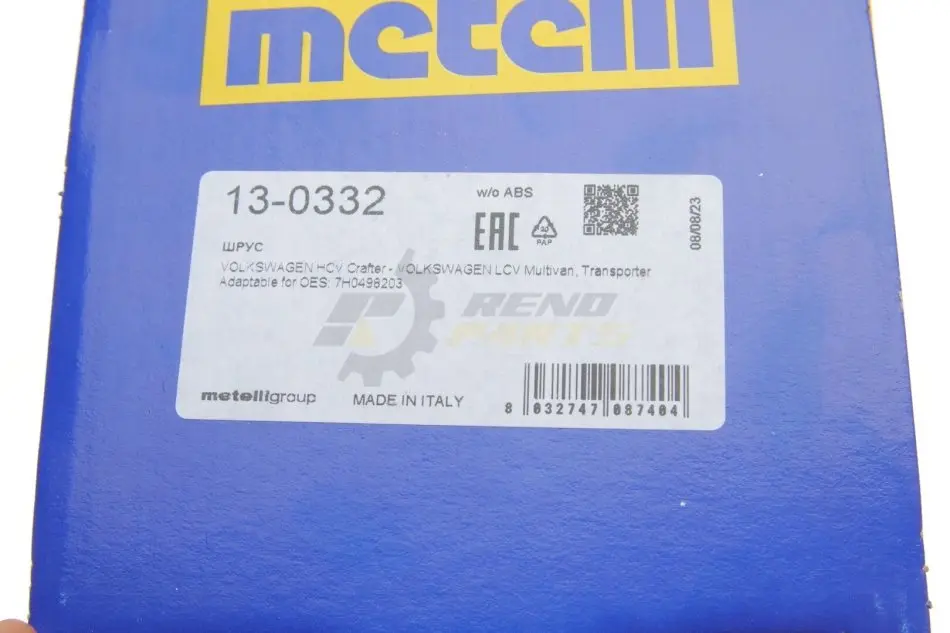 metelli
13-0332
w/o ABS
EAC
PAP
08/08/23
ШРУС
VOLKSWAGEN HCV Crafter - VOLKSWAGEN LCV Multivan, Transporter
Adaptable for OES: 7H0498203
RENO
PARTS
metelligroup
MADE IN ITALY
8 032747 087404